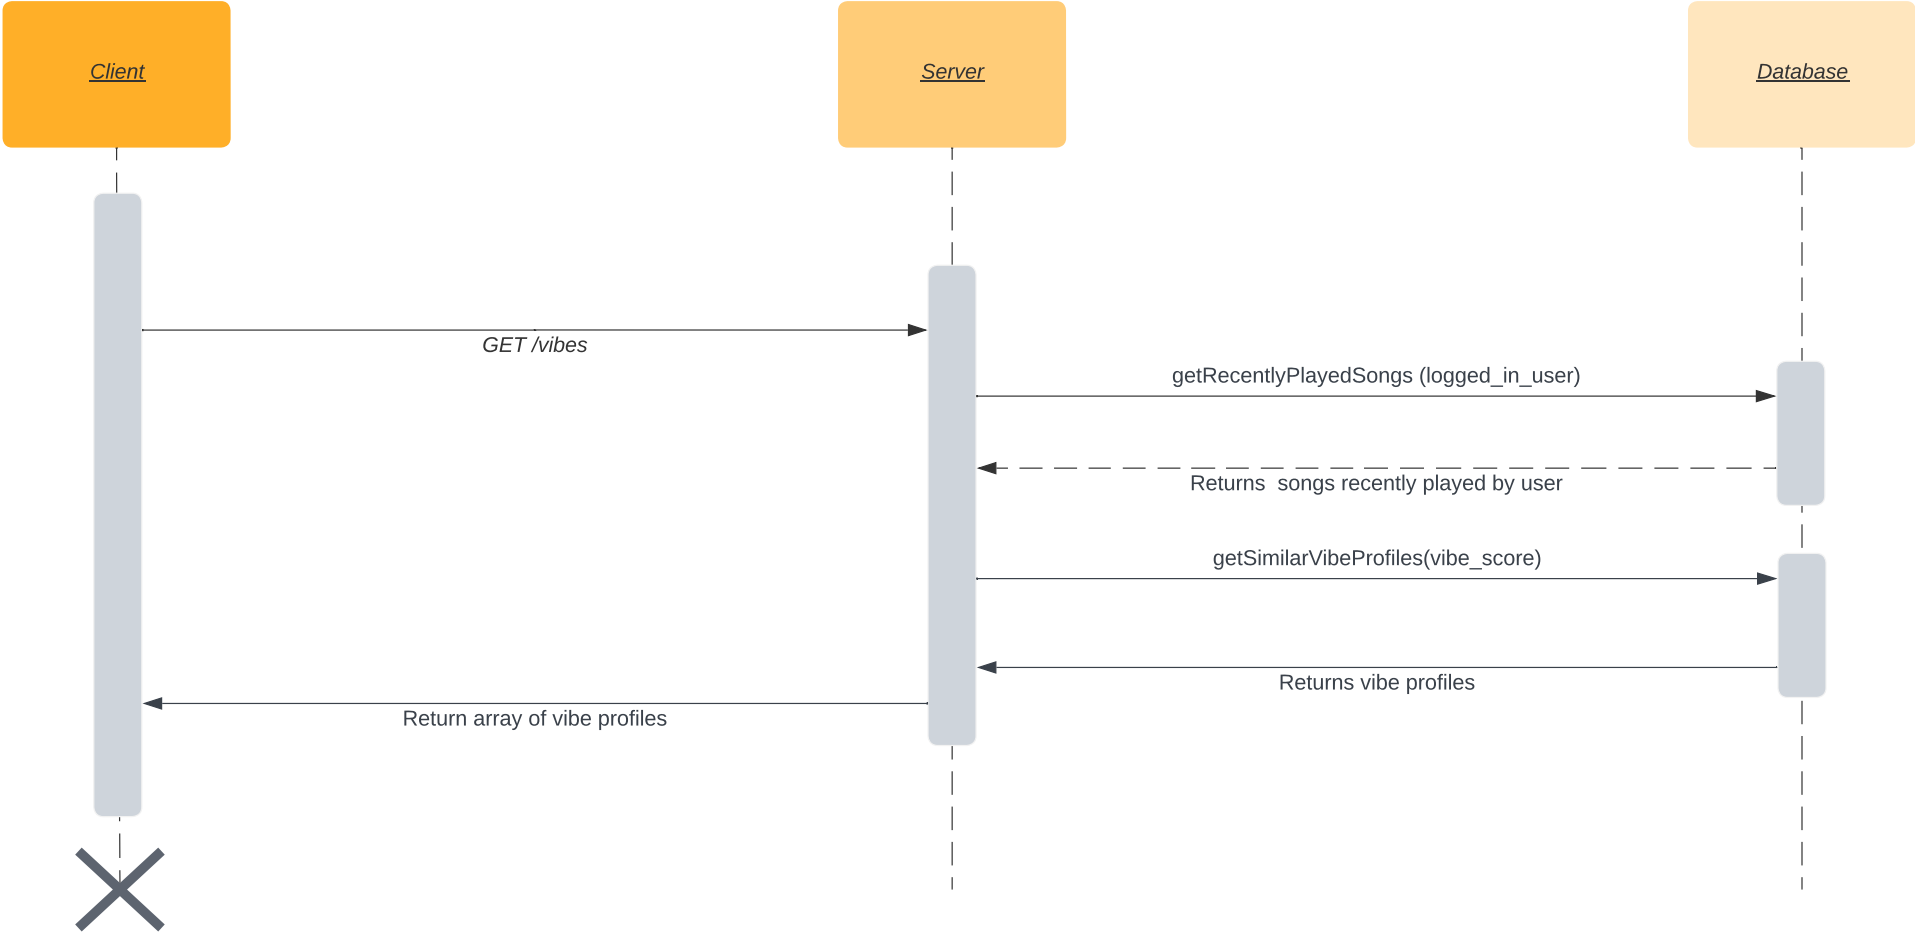 Client
Server
Database
GET /vibes
getRecentlyPlayedSongs (logged_in_user)
Returns  songs recently played by user
getSimilarVibeProfiles(vibe_score)
Returns vibe profiles
Return array of vibe profiles